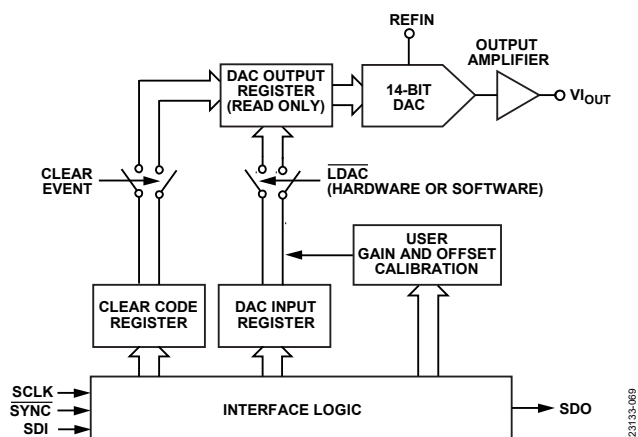 REFIN
OUTPUT
AMPLIFIER
DAC OUTPUT
REGISTER
(READ ONLY)
14-BIT
DAC
VIOUT
CLEAR
EVENT
LDAC
(HARDWARE OR SOFTWARE)
USER
GAIN AND OFFSET
CALIBRATION
CLEAR CODE
REGISTER
DAC INPUT
REGISTER
SCLK
SYNC
SDI
INTERFACE LOGIC
SDO
23133-069